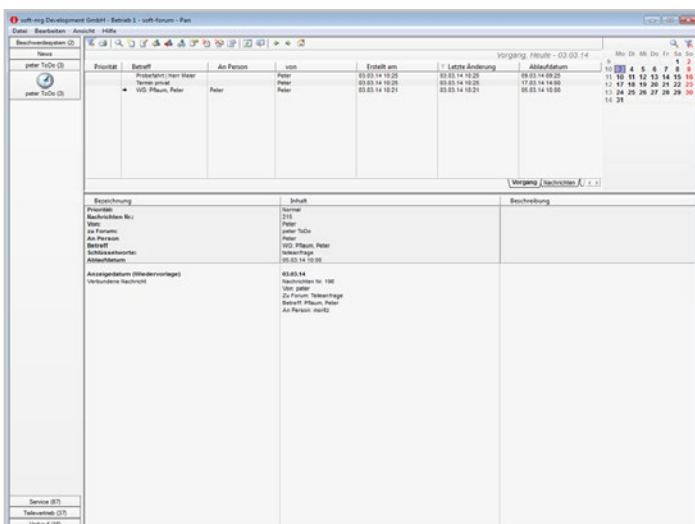 soft-nrg Development GmbH - Betrieb 1 - soft-forum - Pan
Datei Bearbeiten Ansicht Hilfe
Beschwerdesystem (2)
News
peter ToDo (3)
peter ToDo (3)
Vorgang, Heute - 03.03.14
Priorität Betreff An Person von Erstellt am Letzte Änderung Ablaufdatum
Probefahrt | Herr Meier Peter 03.03.14 10:25 03.03.14 10:25 09.03.14 09:25
Termin privat Peter 03.03.14 10:25 03.03.14 10:25 17.03.14 14:00
WG: Pflaum, Peter Peter Peter 03.03.14 10:21 03.03.14 10:21 05.03.14 10:00
Mo Di Mi Do Fr Sa So
9 1 2
10 3 4 5 6 7 8 9
11 10 11 12 13 14 15 16
12 17 18 19 20 21 22 23
13 24 25 26 27 28 29 30
14 31
Vorgang Nachrichten
Bezeichnung Inhalt Beschreibung
Priorität: Normal
Nachrichten Nr.: 215
Von: Peter
zu Forum: peter ToDo
An Person Peter
Betreff WG: Pflaum, Peter
Schlüsselworte: teleanfrage
Ablaufdatum 05.03.14 10:00
Anzeigedatum (Wiedervorlage) 03.03.14
Verbundene Nachricht Nachrichten Nr. 198
Von: peter
Zu Forum: Teleanfrage
Betreff: Pflaum, Peter
An Person: moritz
Service (87)
Televertrieb (37)